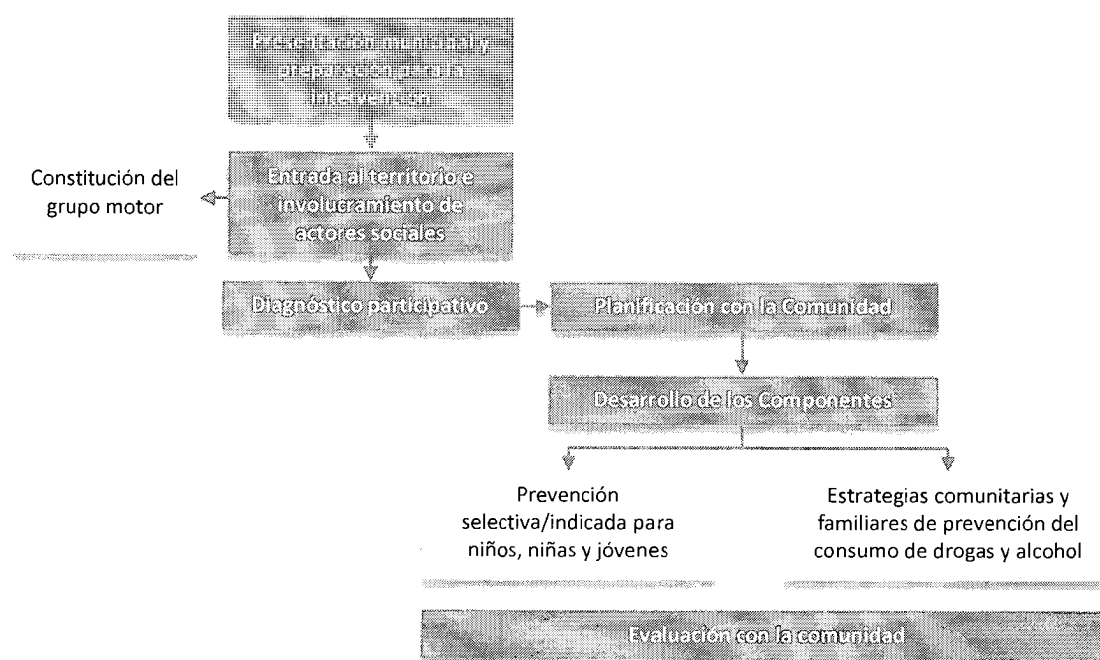 Presentación municipal y
preparación para la
intervención
Entrada al territorio e
involucramiento de
actores sociales
Constitución del
grupo motor
Diagnóstico participativo
Planificación con la Comunidad
Desarrollo de los Componentes
Prevención
selectiva/indicada para
niños, niñas y jóvenes
Estrategias comunitarias y
familiares de prevención del
consumo de drogas y alcohol
Evaluación con la comunidad